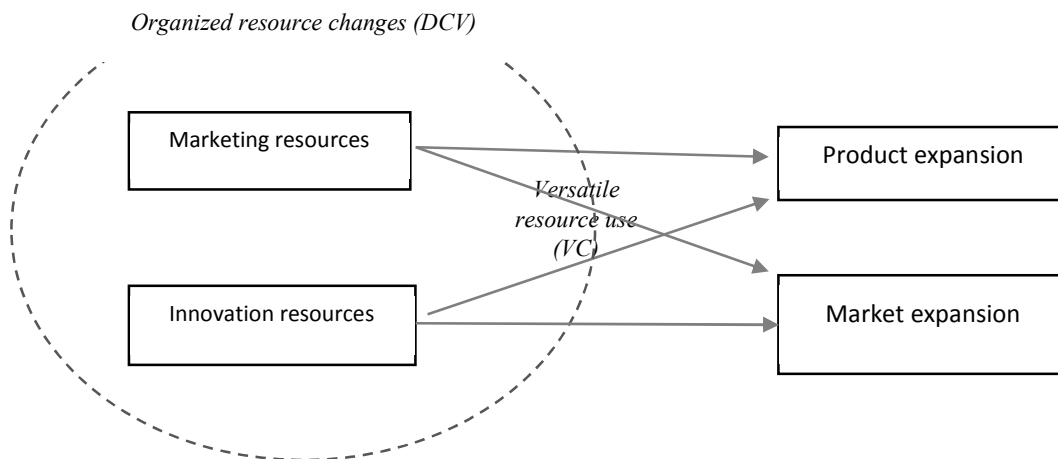 Organized resource changes (DCV)
Marketing resources
Product expansion
Versatile
resource use
(VC)
Innovation resources
Market expansion